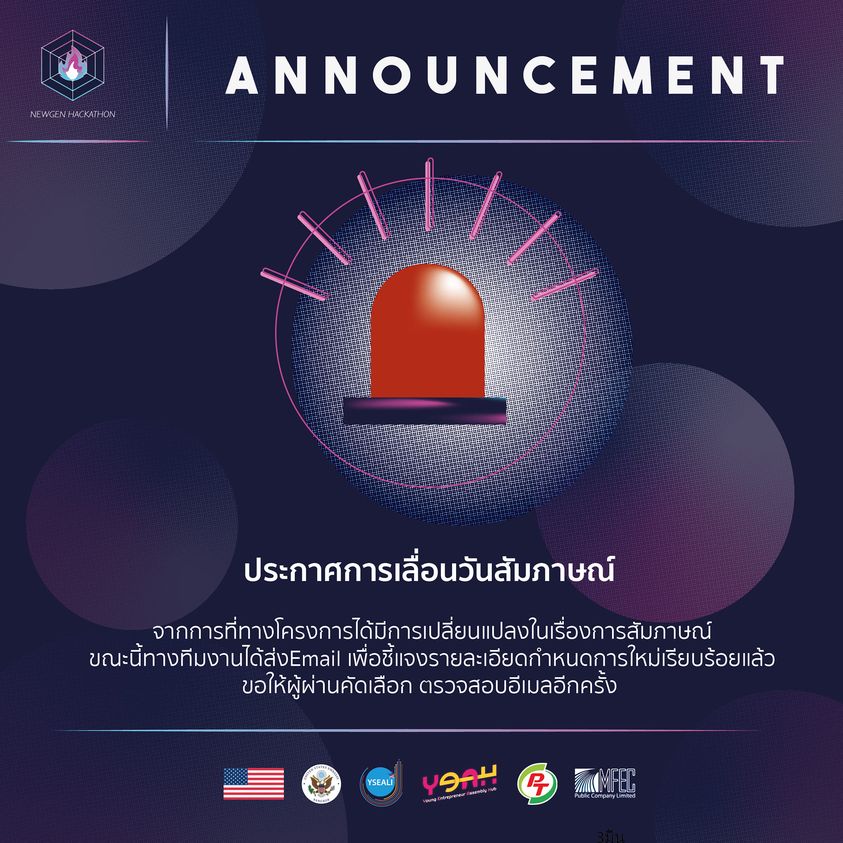 ANNOUNCEMENT
NEWGEN HACKATHON
ประกาศการเลื่อนวันสัมภาษณ์
จากการที่ทางโครงการได้มีการเปลี่ยนแปลงในเรื่องการสัมภาษณ์
ขณะนี้ทางทีมงานได้ส่งEmail เพื่อชี้แจงรายละเอียดกำหนดการใหม่เรียบร้อยแล้ว
ขอให้ผู้ผ่านคัดเลือก ตรวจสอบอีเมลอีกครั้ง
YSEALI
Young Entrepreneur Assembly Hub
PT
MFEC
Public Company Limited